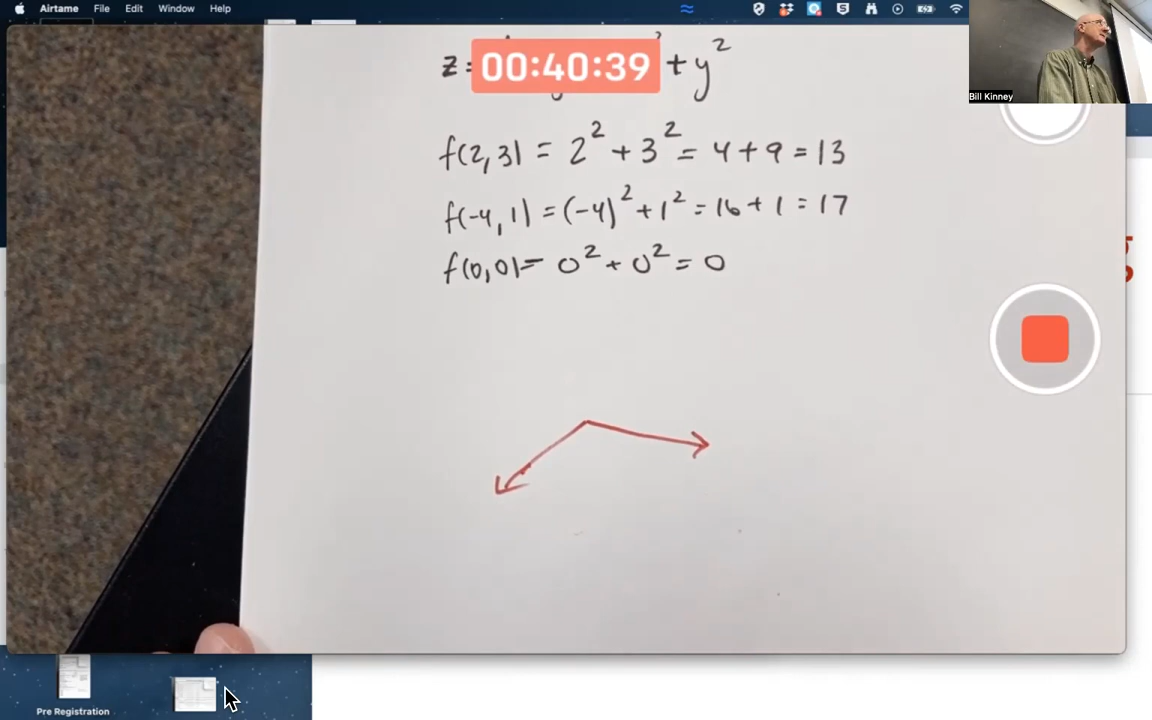 Airtame File Edit Window Help
z= + y²
00:40:39
Bill Kinney
f(2,3) = 2² + 3² = 4 + 9 = 13
f(-4,1) = (-4)² + 1² = 16 + 1 = 17
f(0,0) = 0² + 0² = 0
Pre Registration